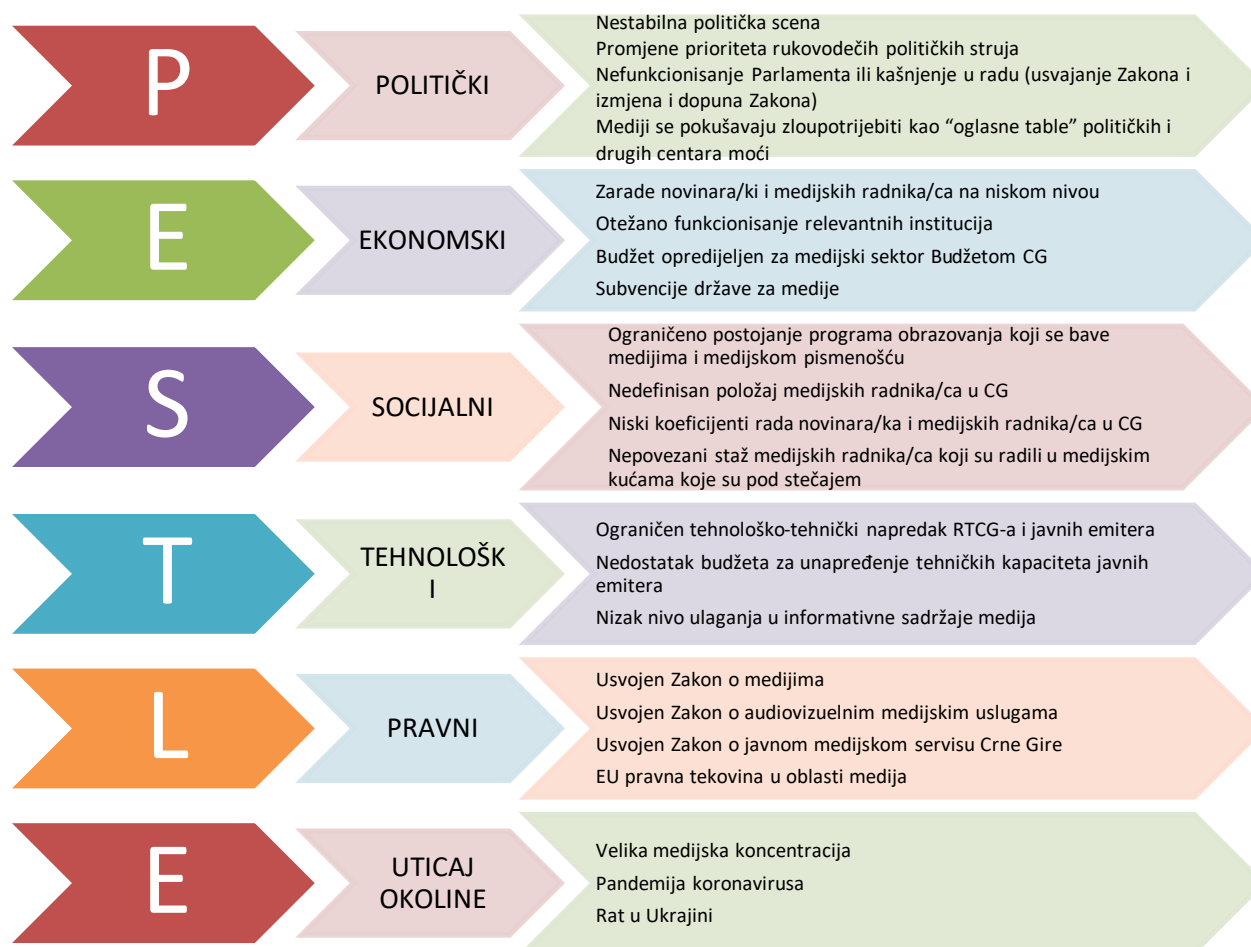 P
POLITIČKI
Nestabilna politička scena
Promjene prioriteta rukovodečih političkih struja
Nefunkcionisanje Parlamenta ili kašnjenje u radu (usvajanje Zakona i
izmjena i dopuna Zakona)
Mediji se pokušavaju zloupotrijebiti kao “oglasne table” političkih i
drugih centara moći
E
EKONOMSKI
Zarade novinara/ki i medijskih radnika/ca na niskom nivou
Otežano funkcionisanje relevantnih institucija
Budžet opredijeljen za medijski sektor Budžetom CG
Subvencije države za medije
S
SOCIJALNI
Ograničeno postojanje programa obrazovanja koji se bave
medijima i medijskom pismenošću
Nedefinisan položaj medijskih radnika/ca u CG
Niski koeficijenti rada novinara/ka i medijskih radnika/ca u CG
Nepovezani staž medijskih radnika/ca koji su radili u medijskim
kućama koje su pod stečajem
T
TEHNOLOŠK
I
Ograničen tehnološko-tehnički napredak RTCG-a i javnih emitera
Nedostatak budžeta za unapređenje tehničkih kapaciteta javnih
emitera
Nizak nivo ulaganja u informativne sadržaje medija
L
PRAVNI
Usvojen Zakon o medijima
Usvojen Zakon o audiovizuelnim medijskim uslugama
Usvojen Zakon o javnom medijskom servisu Crne Gire
EU pravna tekovina u oblasti medija
E
UTICAJ
OKOLINE
Velika medijska koncentracija
Pandemija koronavirusa
Rat u Ukrajini